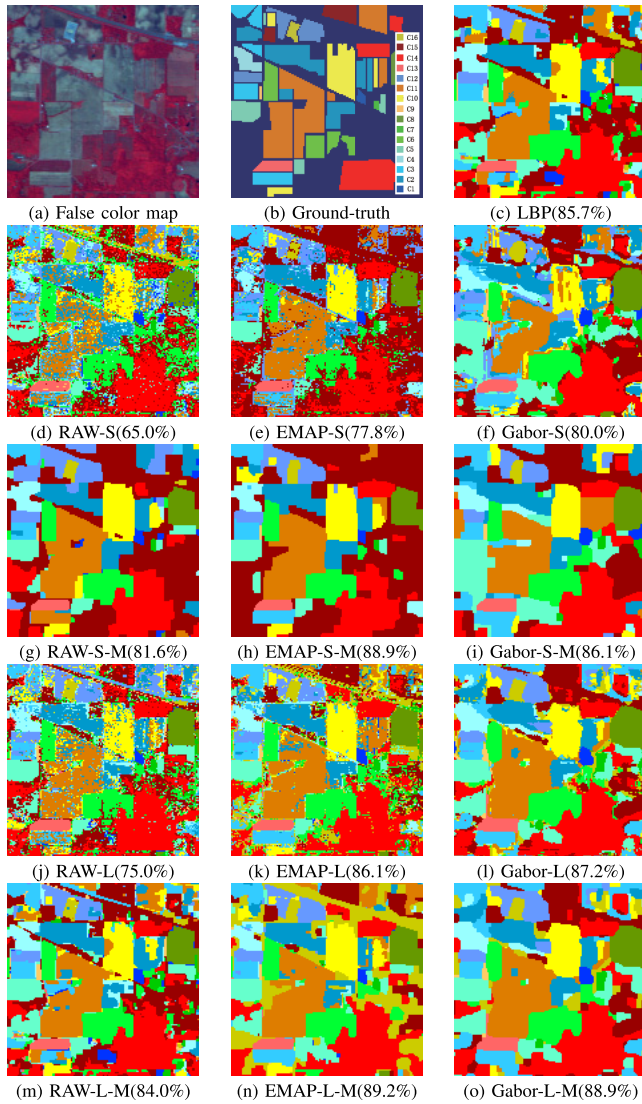 C16
C15
C14
C13
C12
C11
C10
C9
C8
C7
C6
C5
C4
C3
C2
C1
(a) False color map
(b) Ground-truth
(c) LBP(85.7%)
(d) RAW-S(65.0%)
(e) EMAP-S(77.8%)
(f) Gabor-S(80.0%)
(g) RAW-S-M(81.6%)
(h) EMAP-S-M(88.9%)
(i) Gabor-S-M(86.1%)
(j) RAW-L(75.0%)
(k) EMAP-L(86.1%)
(l) Gabor-L(87.2%)
(m) RAW-L-M(84.0%)
(n) EMAP-L-M(89.2%)
(o) Gabor-L-M(88.9%)